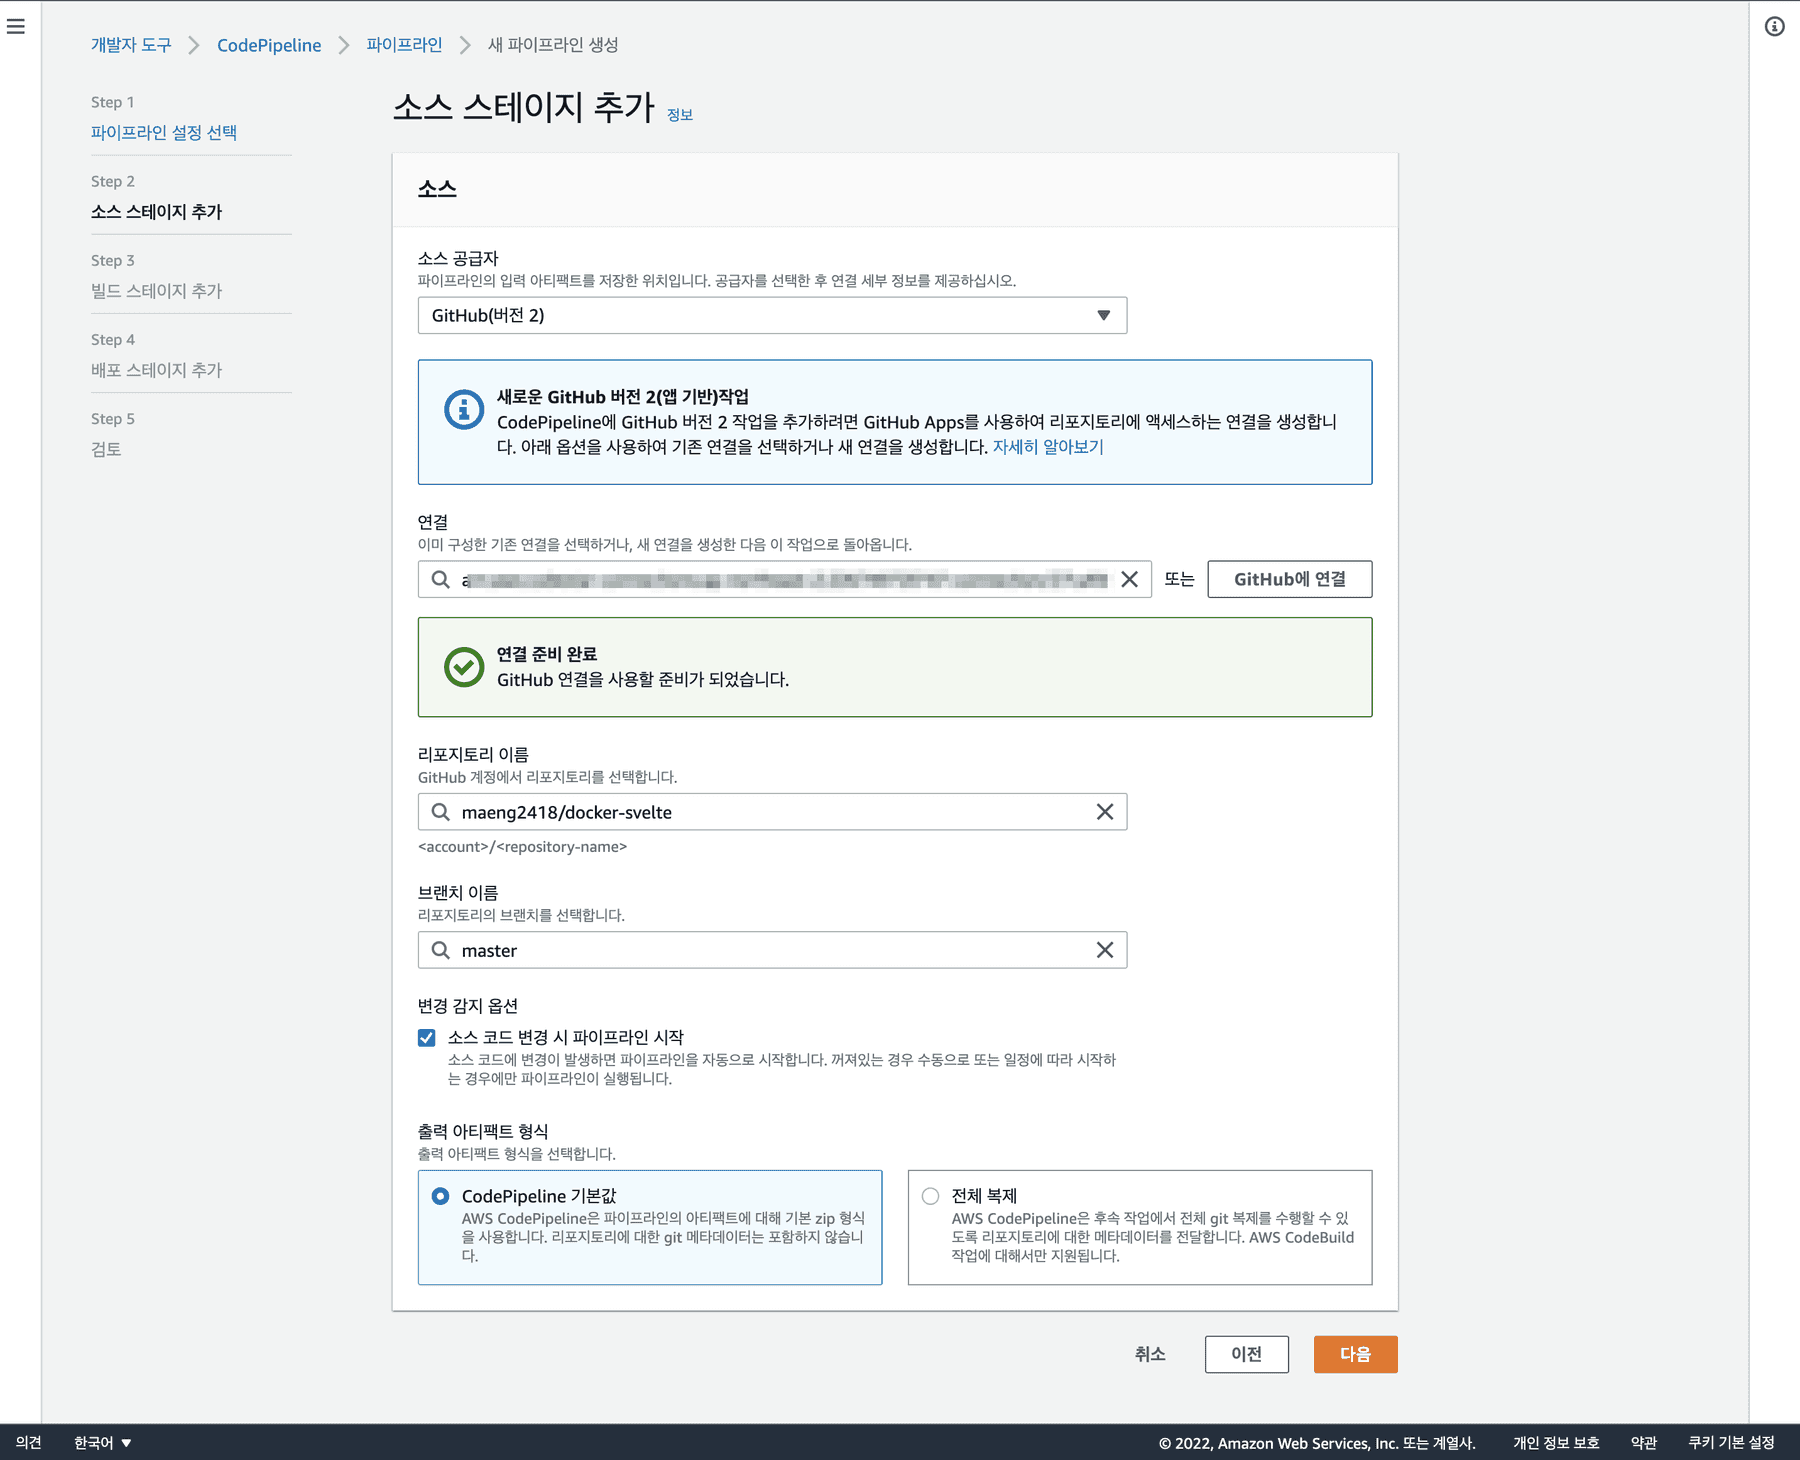 개발자 도구 > CodePipeline > 파이프라인 > 새 파이프라인 생성
Step 1
파이프라인 설정 선택
Step 2
소스 스테이지 추가
Step 3
빌드 스테이지 추가
Step 4
배포 스테이지 추가
Step 5
검토
소스 스테이지 추가 정보
소스
소스 공급자
파이프라인의 입력 아티팩트를 저장한 위치입니다. 공급자를 선택한 후 연결 세부 정보를 제공하십시오.
GitHub(버전 2)
새로운 GitHub 버전 2(앱 기반)작업
CodePipeline에 GitHub 버전 2 작업을 추가하려면 GitHub Apps를 사용하여 리포지토리에 액세스하는 연결을 생성합니
다. 아래 옵션을 사용하여 기존 연결을 선택하거나 새 연결을 생성합니다. 자세히 알아보기
연결
이미 구성한 기존 연결을 선택하거나, 새 연결을 생성한 다음 이 작업으로 돌아옵니다.
또는 GitHub에 연결
연결 준비 완료
GitHub 연결을 사용할 준비가 되었습니다.
리포지토리 이름
GitHub 계정에서 리포지토리를 선택합니다.
maeng2418/docker-svelte
<account>/<repository-name>
브랜치 이름
리포지토리의 브랜치를 선택합니다.
master
변경 감지 옵션
소스 코드 변경 시 파이프라인 시작
소스 코드에 변경이 발생하면 파이프라인을 자동으로 시작합니다. 꺼져있는 경우 수동으로 또는 일정에 따라 시작하
는 경우에만 파이프라인이 실행됩니다.
출력 아티팩트 형식
출력 아티팩트 형식을 선택합니다.
CodePipeline 기본값
AWS CodePipeline은 파이프라인의 아티팩트에 대해 기본 zip 형식
을 사용합니다. 리포지토리에 대한 git 메타데이터는 포함하지 않습니
다.
전체 복제
AWS CodePipeline은 후속 작업에서 전체 git 복제를 수행할 수 있
도록 리포지토리에 대한 메타데이터를 전달합니다. AWS CodeBuild
작업에 대해서만 지원됩니다.
취소 이전 다음
의견 한국어 © 2022, Amazon Web Services, Inc. 또는 계열사. 개인 정보 보호 약관 쿠키 기본 설정